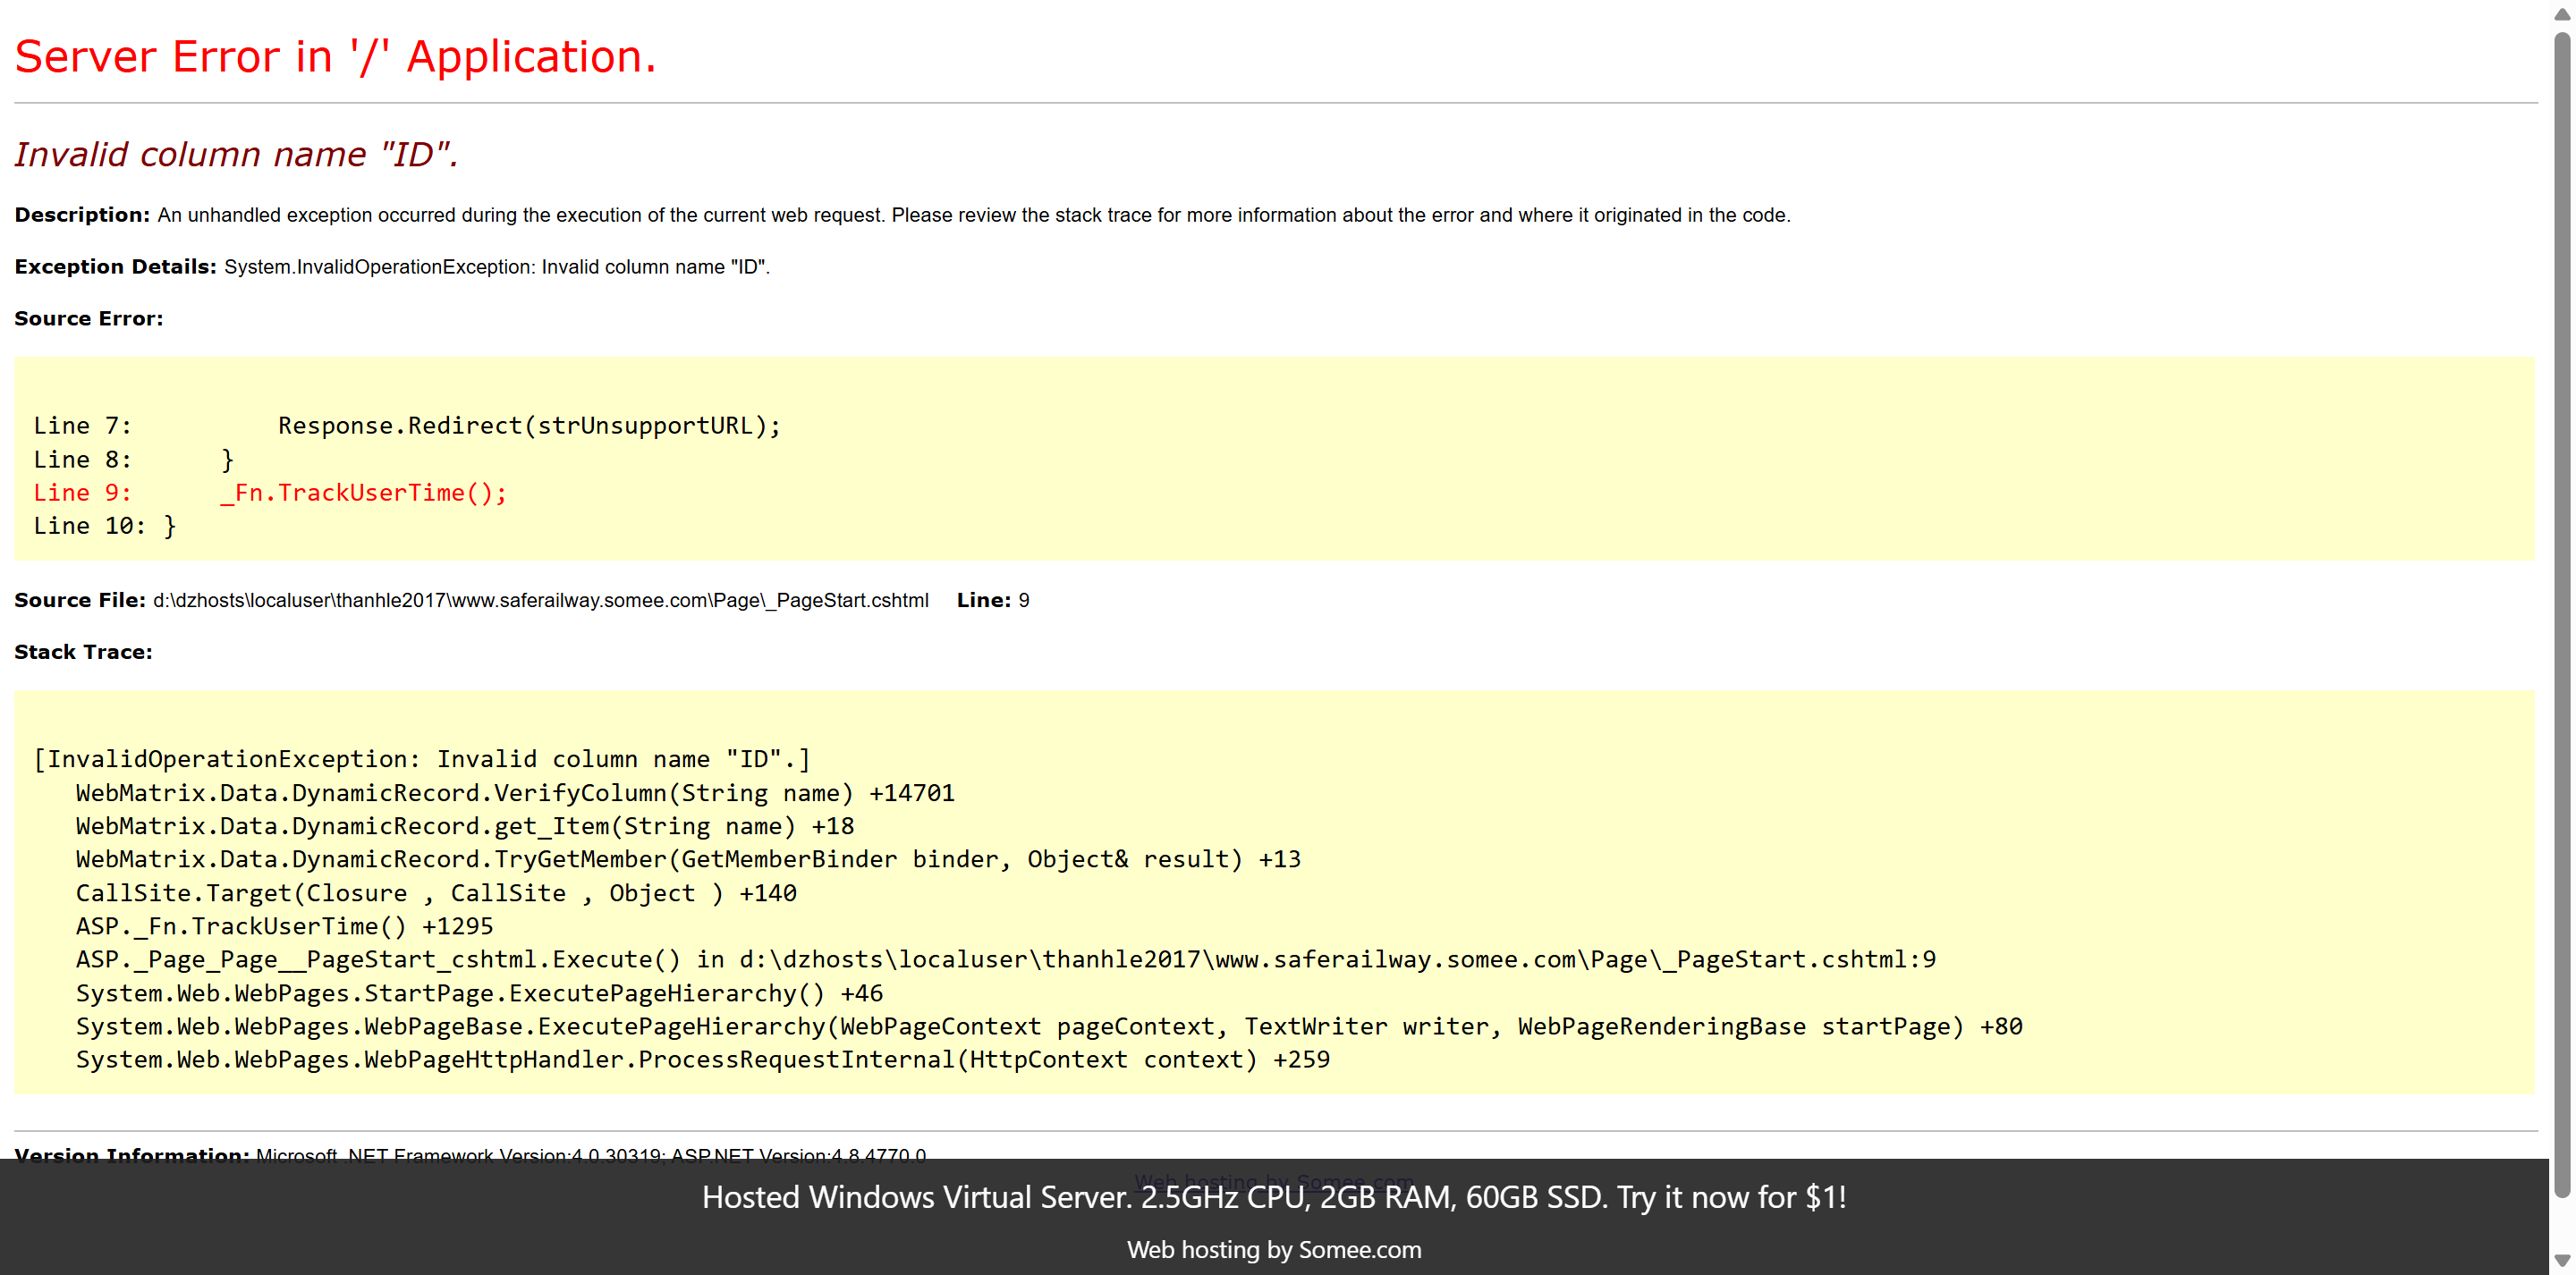 Server Error in '/' Application.
Invalid column name "ID".
Description: An unhandled exception occurred during the execution of the current web request. Please review the stack trace for more information about the error and where it originated in the code.
Exception Details: System.InvalidOperationException: Invalid column name "ID".
Source Error:
Line 7:          Response.Redirect(strUnsupportURL);
Line 8:      }
Line 9:      _Fn.TrackUserTime();
Line 10: }
Source File: d:\dzhosts\localuser\thanhle2017\www.saferailway.somee.com\Page\_PageStart.cshtml    Line: 9
Stack Trace:
[InvalidOperationException: Invalid column name "ID".]
   WebMatrix.Data.DynamicRecord.VerifyColumn(String name) +14701
   WebMatrix.Data.DynamicRecord.get_Item(String name) +18
   WebMatrix.Data.DynamicRecord.TryGetMember(GetMemberBinder binder, Object& result) +13
   CallSite.Target(Closure , CallSite , Object ) +140
   ASP._Fn.TrackUserTime() +1295
   ASP._Page_Page__PageStart_cshtml.Execute() in d:\dzhosts\localuser\thanhle2017\www.saferailway.somee.com\Page\_PageStart.cshtml:9
   System.Web.WebPages.StartPage.ExecutePageHierarchy() +46
   System.Web.WebPages.WebPageBase.ExecutePageHierarchy(WebPageContext pageContext, TextWriter writer, WebPageRenderingBase startPage) +80
   System.Web.WebPages.WebPageHttpHandler.ProcessRequestInternal(HttpContext context) +259
Version Information: Microsoft .NET Framework Version:4.0.30319; ASP.NET Version:4.8.4770.0
Web hosting by Somee.com
Hosted Windows Virtual Server. 2.5GHz CPU, 2GB RAM, 60GB SSD. Try it now for $1!
Web hosting by Somee.com